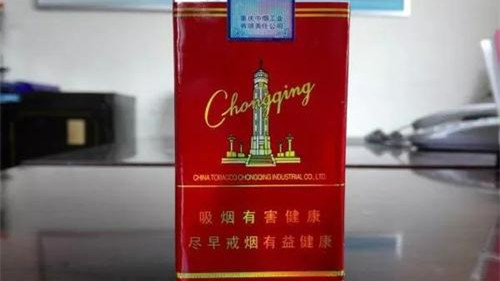 重庆中烟工业
有限责任公司
Chongqing
CHINA TOBACCO CHONGQING INDUSTRIAL CO., LTD
吸烟有害健康
尽早戒烟有益健康